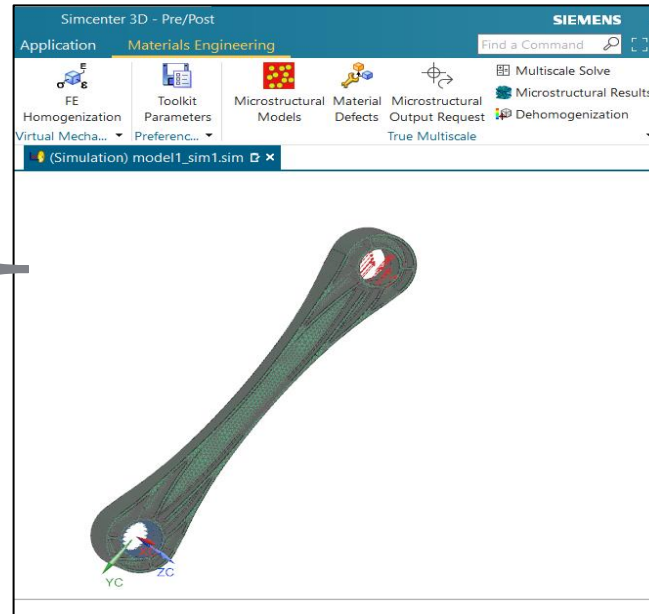 Simcenter 3D - Pre/Post
SIEMENS
Application
Materials Engineering
Find a Command
E
σ ε
FE
Homogenization
Toolkit
Parameters
Microstructural
Models
Material
Defects
Microstructural
Output Request
Multiscale Solve
Microstructural Results
Dehomogenization
Virtual Mecha...
Preferenc...
True Multiscale
(Simulation) model1_sim1.sim
YC
ZC